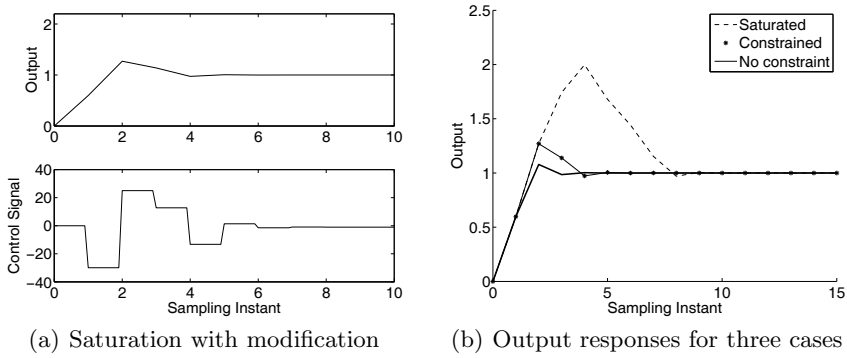 2
1
0
Output
0 2 4 6 8 10
40
20
0
−20
−40
Control Signal
0 2 4 6 8 10
Sampling Instant
(a) Saturation with modification
2.5
2
1.5
1
0.5
0
Output
Saturated
Constrained
No constraint
0 5 10 15
Sampling Instant
(b) Output responses for three cases